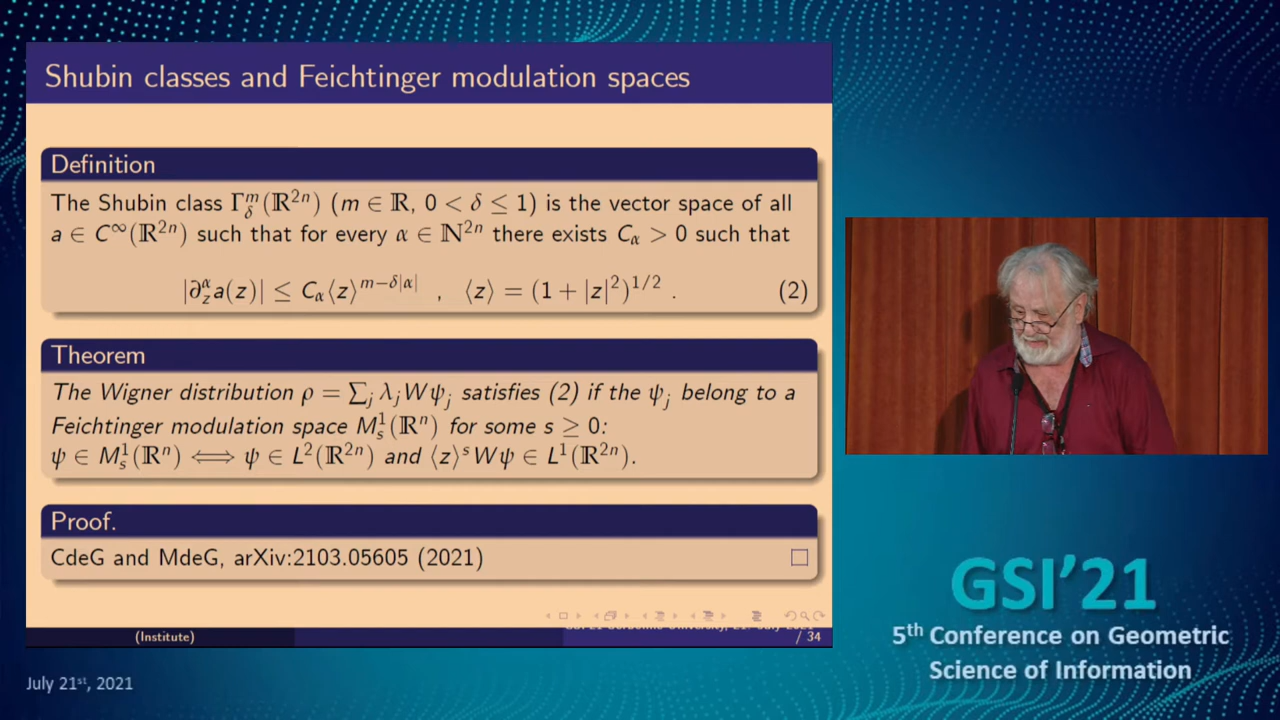 Shubin classes and Feichtinger modulation spaces
Definition
The Shubin class Γ^m_δ(ℝ^{2n}) (m ∈ ℝ, 0 < δ ≤ 1) is the vector space of all
a ∈ C^∞(ℝ^{2n}) such that for every α ∈ ℕ^{2n} there exists C_α > 0 such that
|∂^α_z a(z)| ≤ C_α⟨z⟩^{m−δ|α|} , ⟨z⟩ = (1 + |z|²)^{1/2} . (2)
Theorem
The Wigner distribution ρ = ∑_j λ_j Wψ_j satisfies (2) if the ψ_j belong to a
Feichtinger modulation space M^1_s(ℝ^n) for some s ≥ 0:
ψ ∈ M^1_s(ℝ^n) ⟺ ψ ∈ L²(ℝ^{2n}) and ⟨z⟩^s Wψ ∈ L¹(ℝ^{2n}).
Proof.
CdeG and MdeG, arXiv:2103.05605 (2021) □
(Institute)
/ 34
GSI'21
5th Conference on Geometric
Science of Information
July 21st, 2021